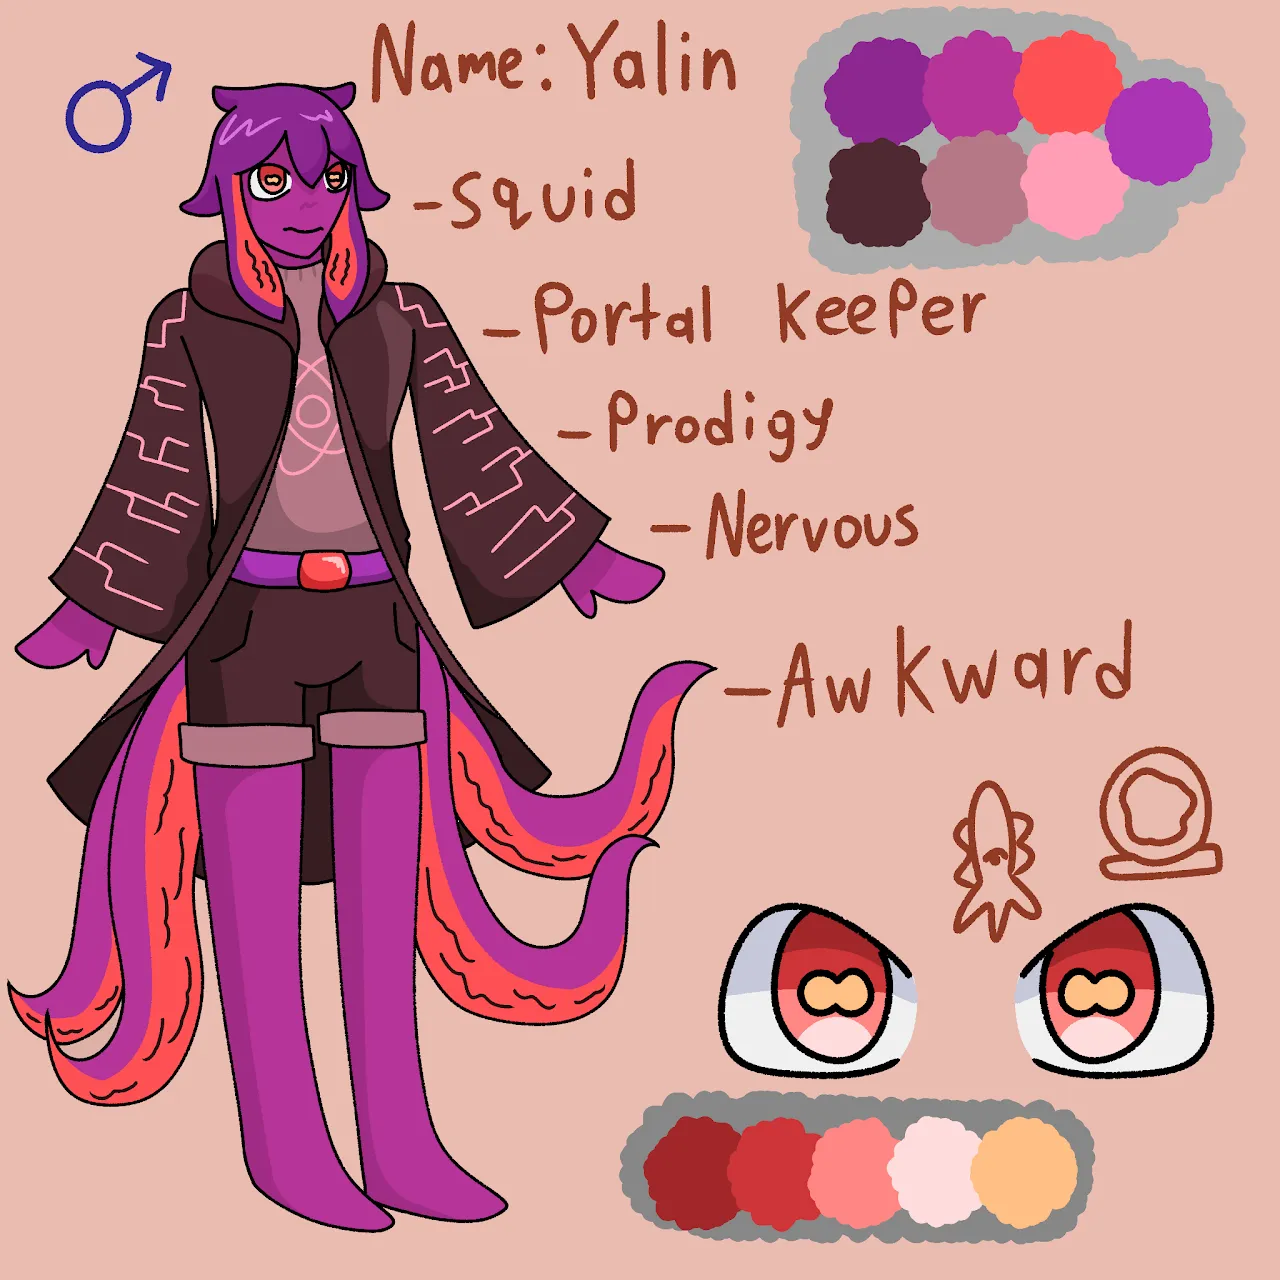 Name: Yalin
-squid
-Portal keeper
-Prodigy
-Nervous
-Awkward